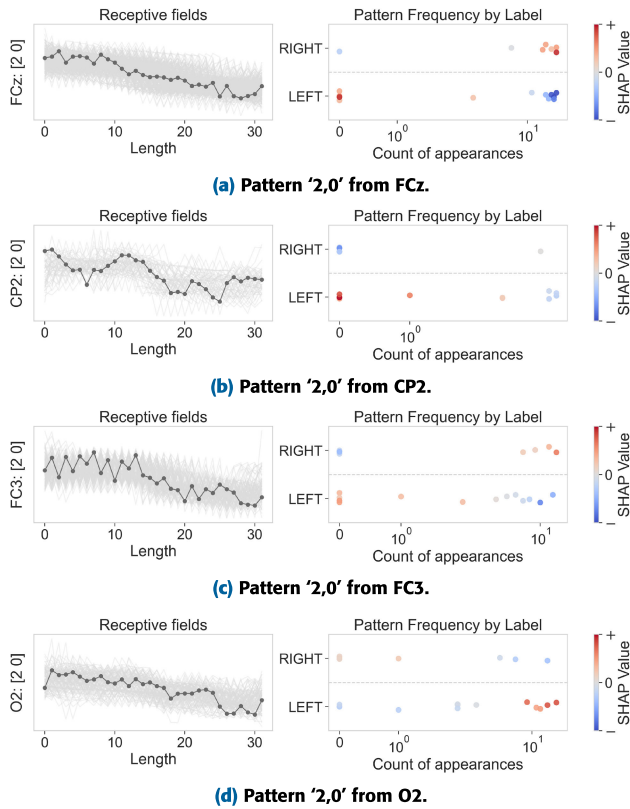 Receptive fields
Pattern Frequency by Label
FCz: [2 0]
RIGHT
LEFT
0 10 20 30
0 10^0 10^1
Length
Count of appearances
+
0
−
SHAP Value
(a) Pattern ‘2,0’ from FCz.
Receptive fields
Pattern Frequency by Label
CP2: [2 0]
RIGHT
LEFT
0 10 20 30
0 10^0
Length
Count of appearances
+
0
−
SHAP Value
(b) Pattern ‘2,0’ from CP2.
Receptive fields
Pattern Frequency by Label
FC3: [2 0]
RIGHT
LEFT
0 10 20 30
0 10^0 10^1
Length
Count of appearances
+
0
−
SHAP Value
(c) Pattern ‘2,0’ from FC3.
Receptive fields
Pattern Frequency by Label
O2: [2 0]
RIGHT
LEFT
0 10 20 30
0 10^0 10^1
Length
Count of appearances
+
0
−
SHAP Value
(d) Pattern ‘2,0’ from O2.